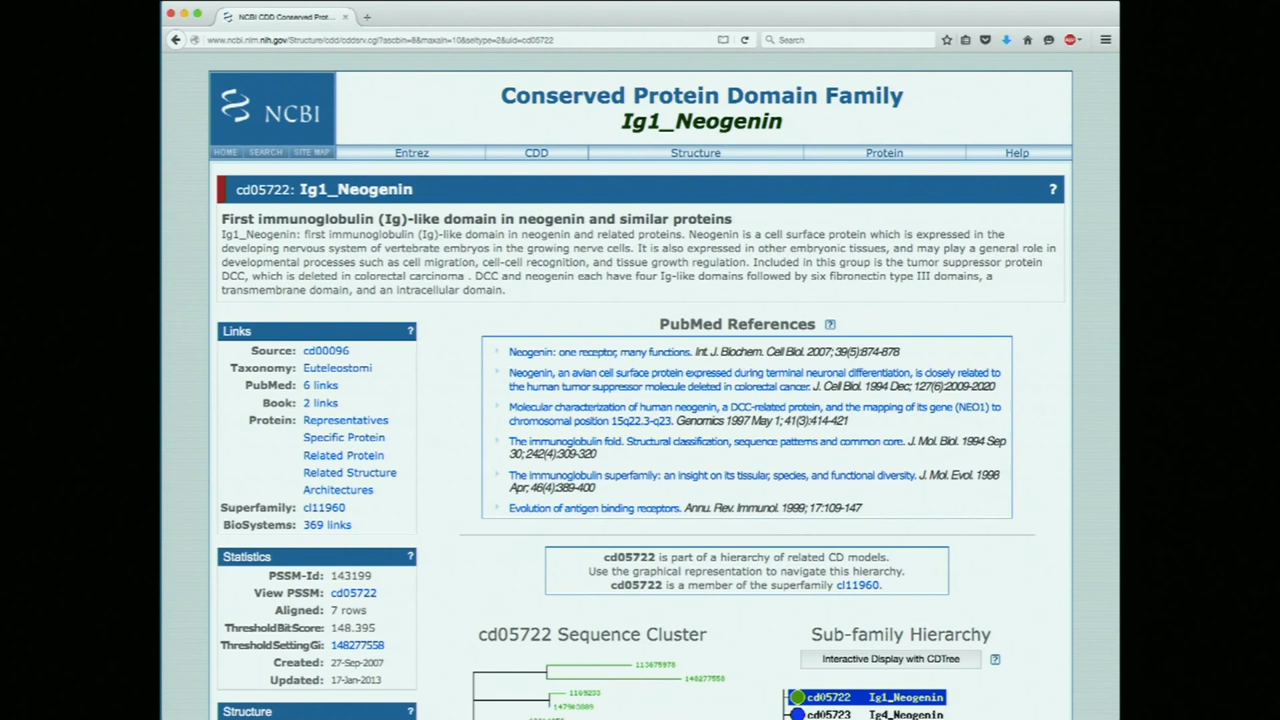 NCBI CDD Conserved Prot...
www.ncbi.nlm.nih.gov/Structure/cdd/cddsrv.cgi?ascbin=8&maxaln=10&seltype=2&uid=cd05722
Search
NCBI
HOME SEARCH SITE MAP
Conserved Protein Domain Family
Ig1_Neogenin
Entrez CDD Structure Protein Help
cd05722: Ig1_Neogenin ?
First immunoglobulin (Ig)-like domain in neogenin and similar proteins
Ig1_Neogenin: first immunoglobulin (Ig)-like domain in neogenin and related proteins. Neogenin is a cell surface protein which is expressed in the
developing nervous system of vertebrate embryos in the growing nerve cells. It is also expressed in other embryonic tissues, and may play a general role in
developmental processes such as cell migration, cell-cell recognition, and tissue growth regulation. Included in this group is the tumor suppressor protein
DCC, which is deleted in colorectal carcinoma . DCC and neogenin each have four Ig-like domains followed by six fibronectin type III domains, a
transmembrane domain, and an intracellular domain.
Links ?
Source: cd00096
Taxonomy: Euteleostomi
PubMed: 6 links
Book: 2 links
Protein: Representatives
Specific Protein
Related Protein
Related Structure
Architectures
Superfamily: cl11960
BioSystems: 369 links
Statistics ?
PSSM-Id: 143199
View PSSM: cd05722
Aligned: 7 rows
ThresholdBitScore: 148.395
ThresholdSettingGi: 148277558
Created: 27-Sep-2007
Updated: 17-Jan-2013
Structure ?
PubMed References ?
Neogenin: one receptor, many functions. Int. J. Biochem. Cell Biol. 2007; 39(5):874-878
Neogenin, an avian cell surface protein expressed during terminal neuronal differentiation, is closely related to
the human tumor suppressor molecule deleted in colorectal cancer. J. Cell Biol. 1994 Dec; 127(6):2009-2020
Molecular characterization of human neogenin, a DCC-related protein, and the mapping of its gene (NEO1) to
chromosomal position 15q22.3-q23. Genomics 1997 May 1; 41(3):414-421
The immunoglobulin fold. Structural classification, sequence patterns and common core. J. Mol. Biol. 1994 Sep
30; 242(4):309-320
The immunoglobulin superfamily: an insight on its tissular, species, and functional diversity. J. Mol. Evol. 1998
Apr; 46(4):389-400
Evolution of antigen binding receptors. Annu. Rev. Immunol. 1999; 17:109-147
cd05722 is part of a hierarchy of related CD models.
Use the graphical representation to navigate this hierarchy.
cd05722 is a member of the superfamily cl11960.
cd05722 Sequence Cluster
113675978
148277558
1169233
147903889
Sub-family Hierarchy
Interactive Display with CDTree ?
cd05722 Ig1_Neogenin
cd05723 Ig4_Neogenin